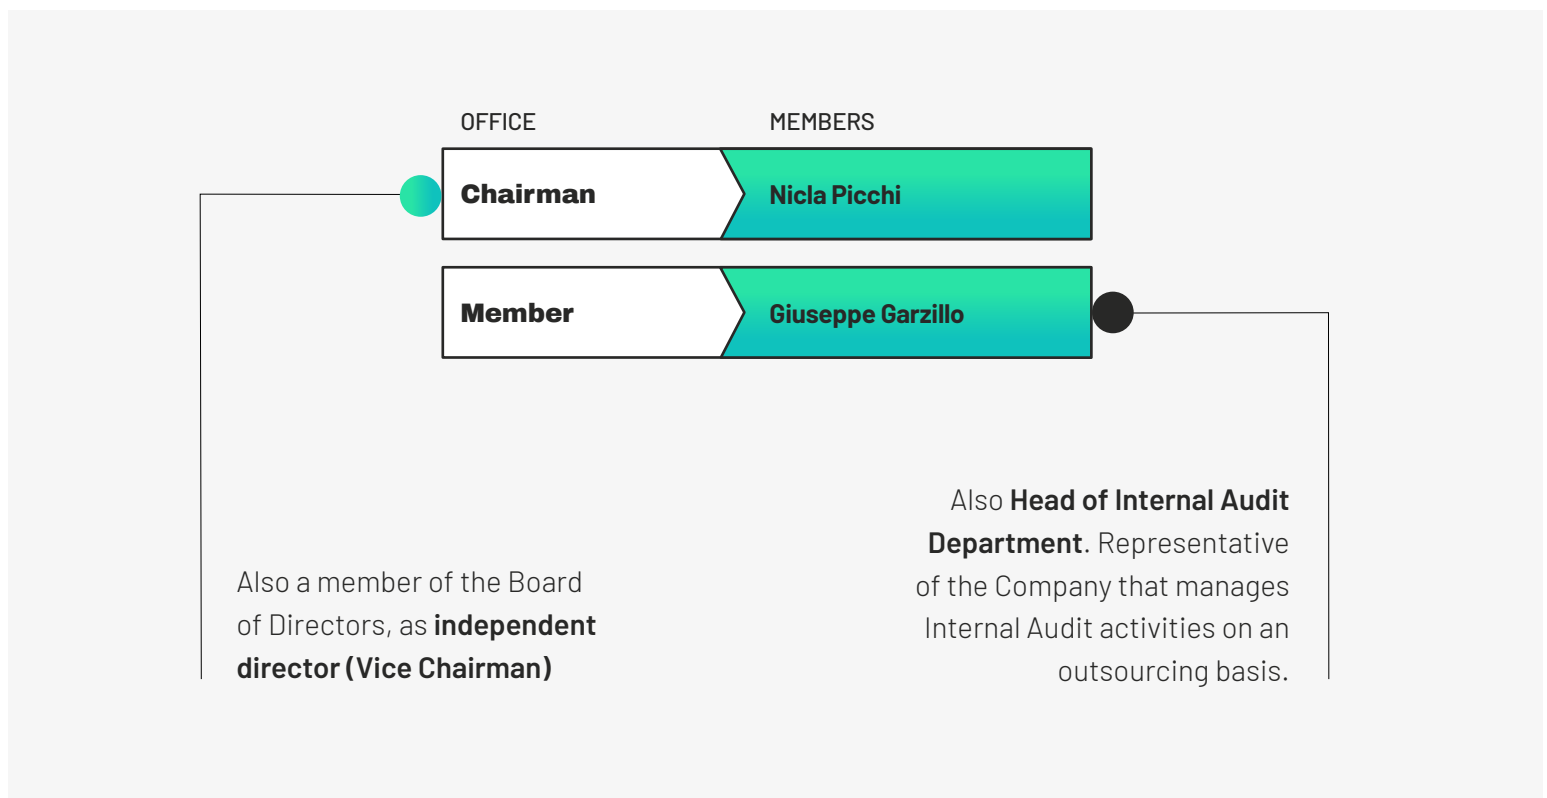 OFFICE
MEMBERS
Chairman
Nicla Picchi
Member
Giuseppe Garzillo
Also a member of the Board
of Directors, as independent
director (Vice Chairman)
Also Head of Internal Audit
Department. Representative
of the Company that manages
Internal Audit activities on an
outsourcing basis.